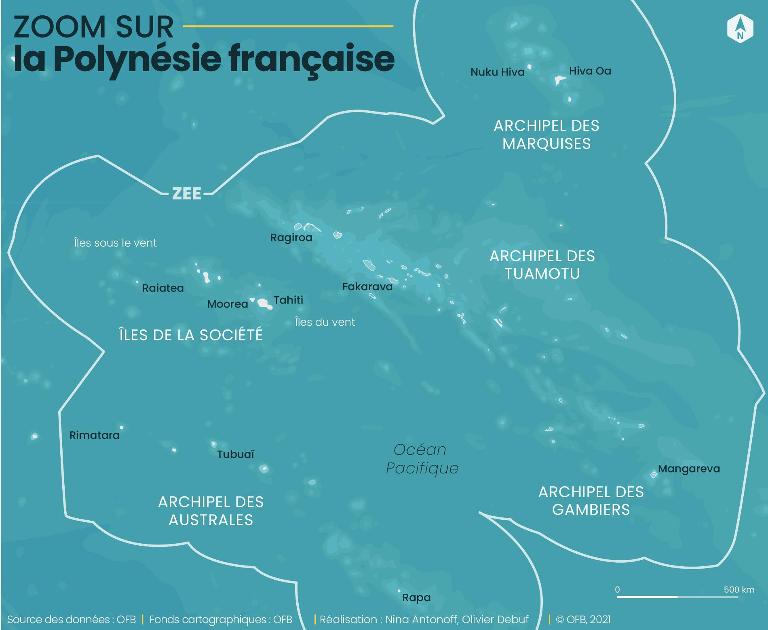 ZOOM SUR
la Polynésie française
N
Nuku Hiva
Hiva Oa
ARCHIPEL DES
MARQUISES
ZEE
Îles sous le vent
Ragiroa
ARCHIPEL DES
TUAMOTU
Raiatea
Fakarava
Moorea
Tahiti
Îles du vent
ÎLES DE LA SOCIÉTÉ
Rimatara
Tubuaï
Océan
Pacifique
Mangareva
ARCHIPEL DES
AUSTRALES
ARCHIPEL DES
GAMBIERS
Rapa
0 500 km
Source des données : OFB | Fonds cartographiques : OFB | Réalisation : Nina Antonoff, Olivier Debuf | © OFB, 2021